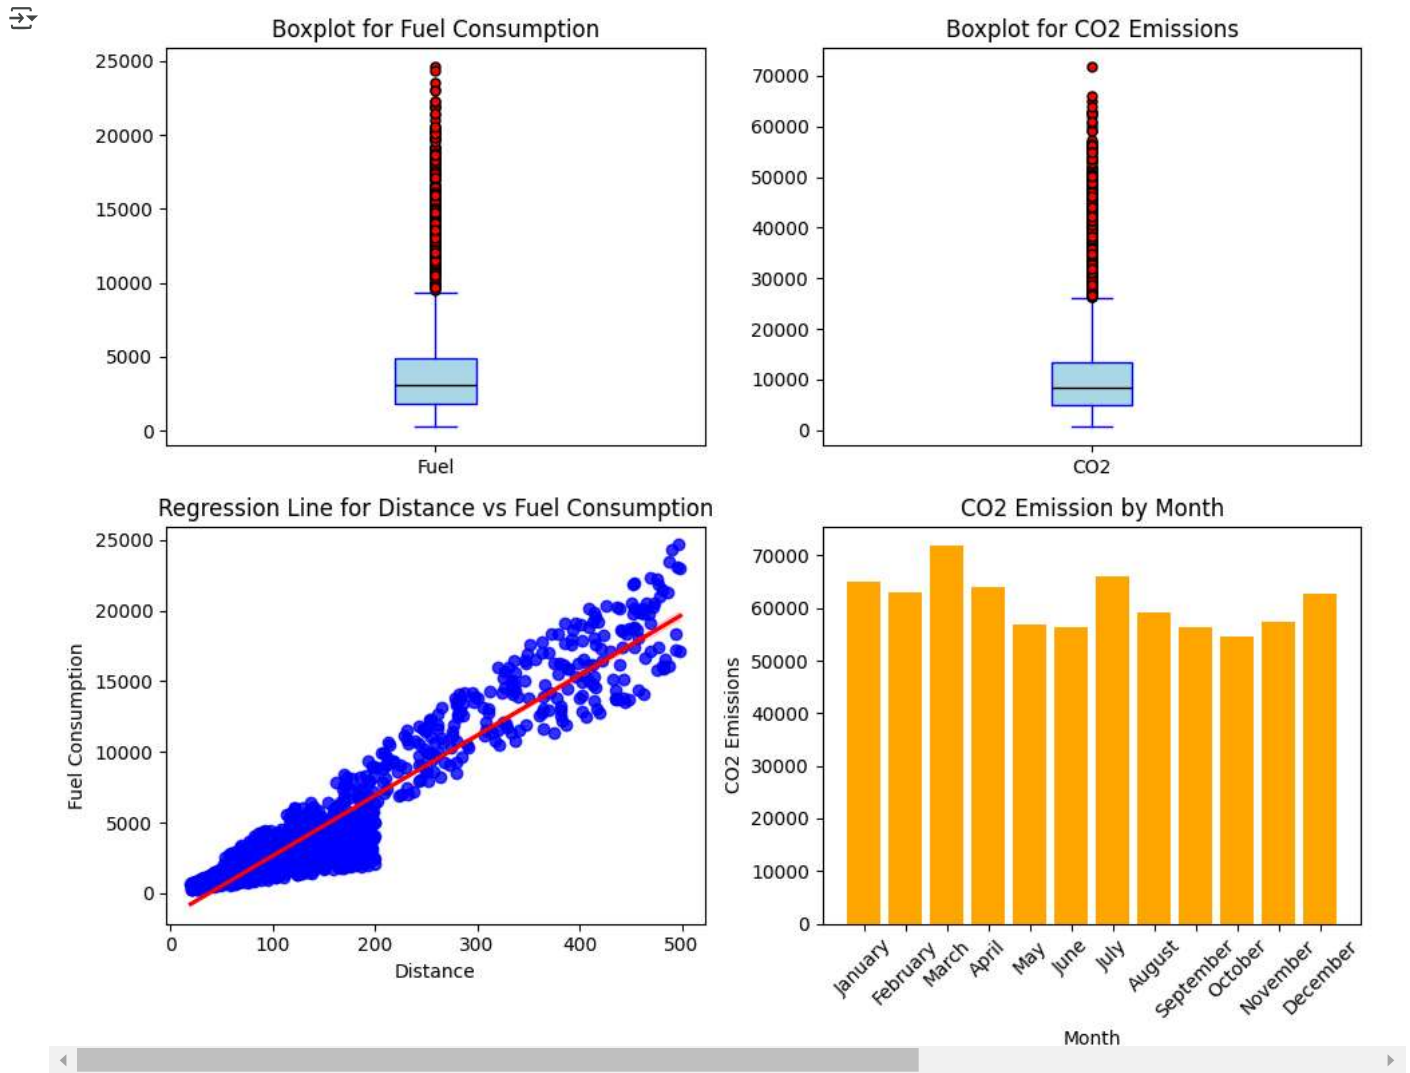 Boxplot for Fuel Consumption
25000
20000
15000
10000
5000
0
Fuel
Boxplot for CO2 Emissions
70000
60000
50000
40000
30000
20000
10000
0
CO2
Regression Line for Distance vs Fuel Consumption
Fuel Consumption
25000
20000
15000
10000
5000
0
0 100 200 300 400 500
Distance
CO2 Emission by Month
CO2 Emissions
70000
60000
50000
40000
30000
20000
10000
0
January February March April May June July August September October November December
Month